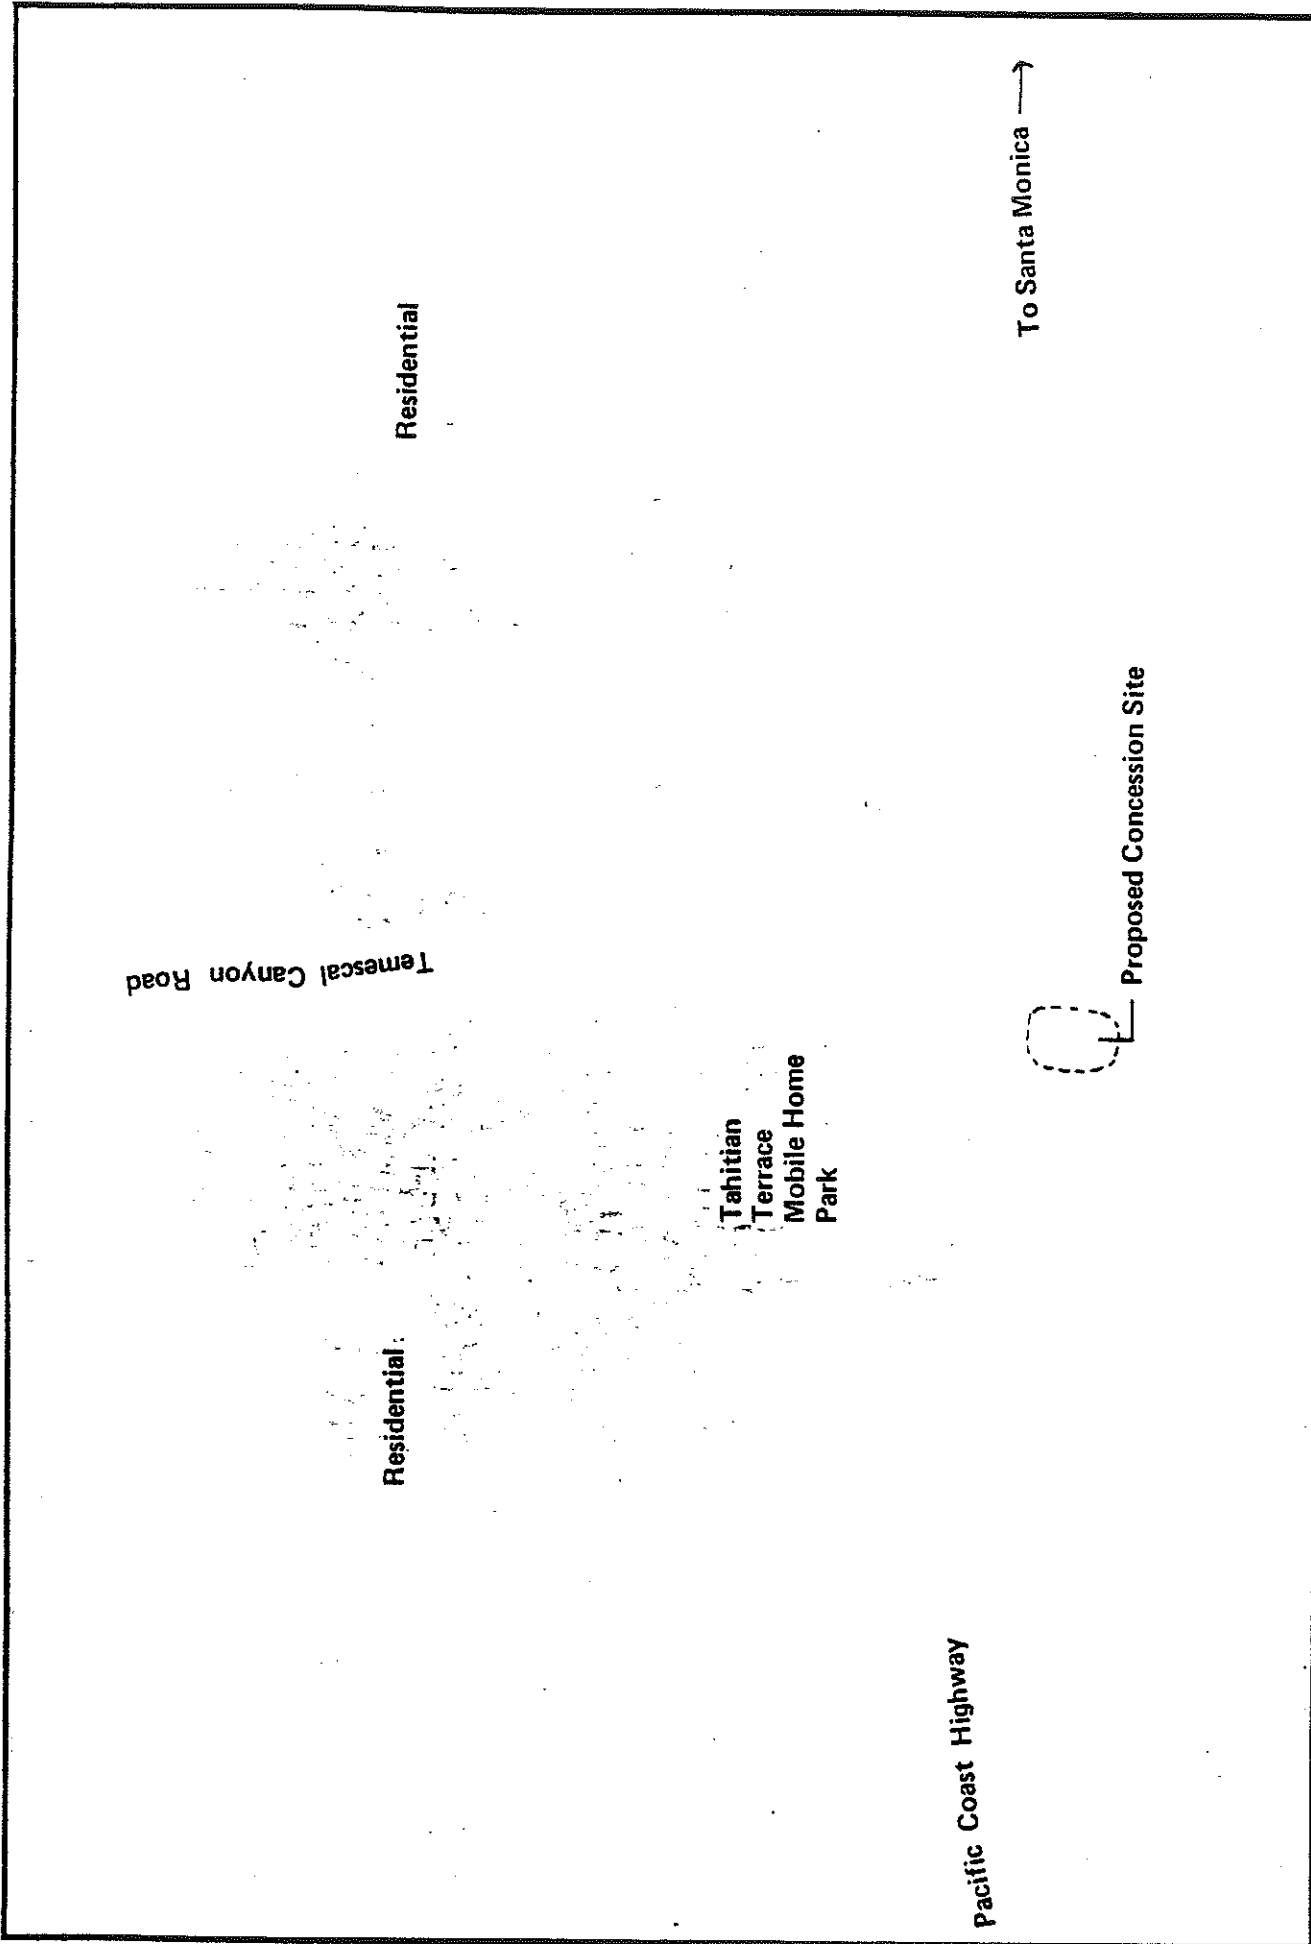 Temescal Canyon Road
Residential
Residential
Tahitian
Terrace
Mobile Home
Park
Pacific Coast Highway
To Santa Monica →
Proposed Concession Site